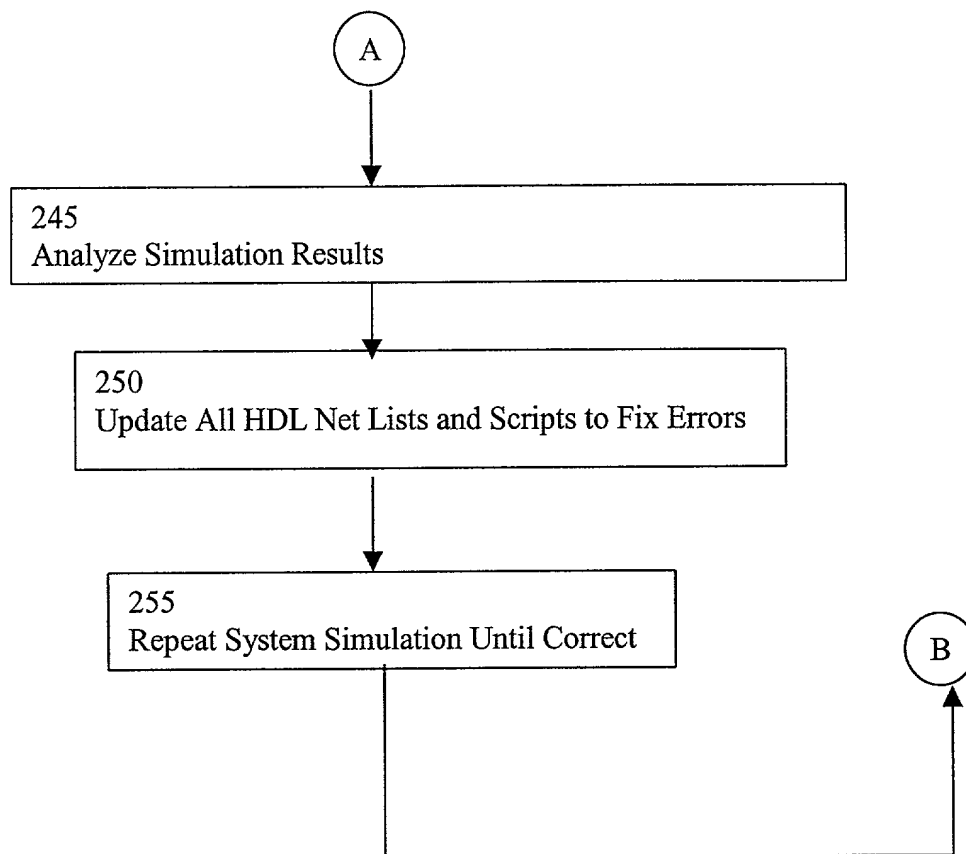 A
245
Analyze Simulation Results
250
Update All HDL Net Lists and Scripts to Fix Errors
255
Repeat System Simulation Until Correct
B